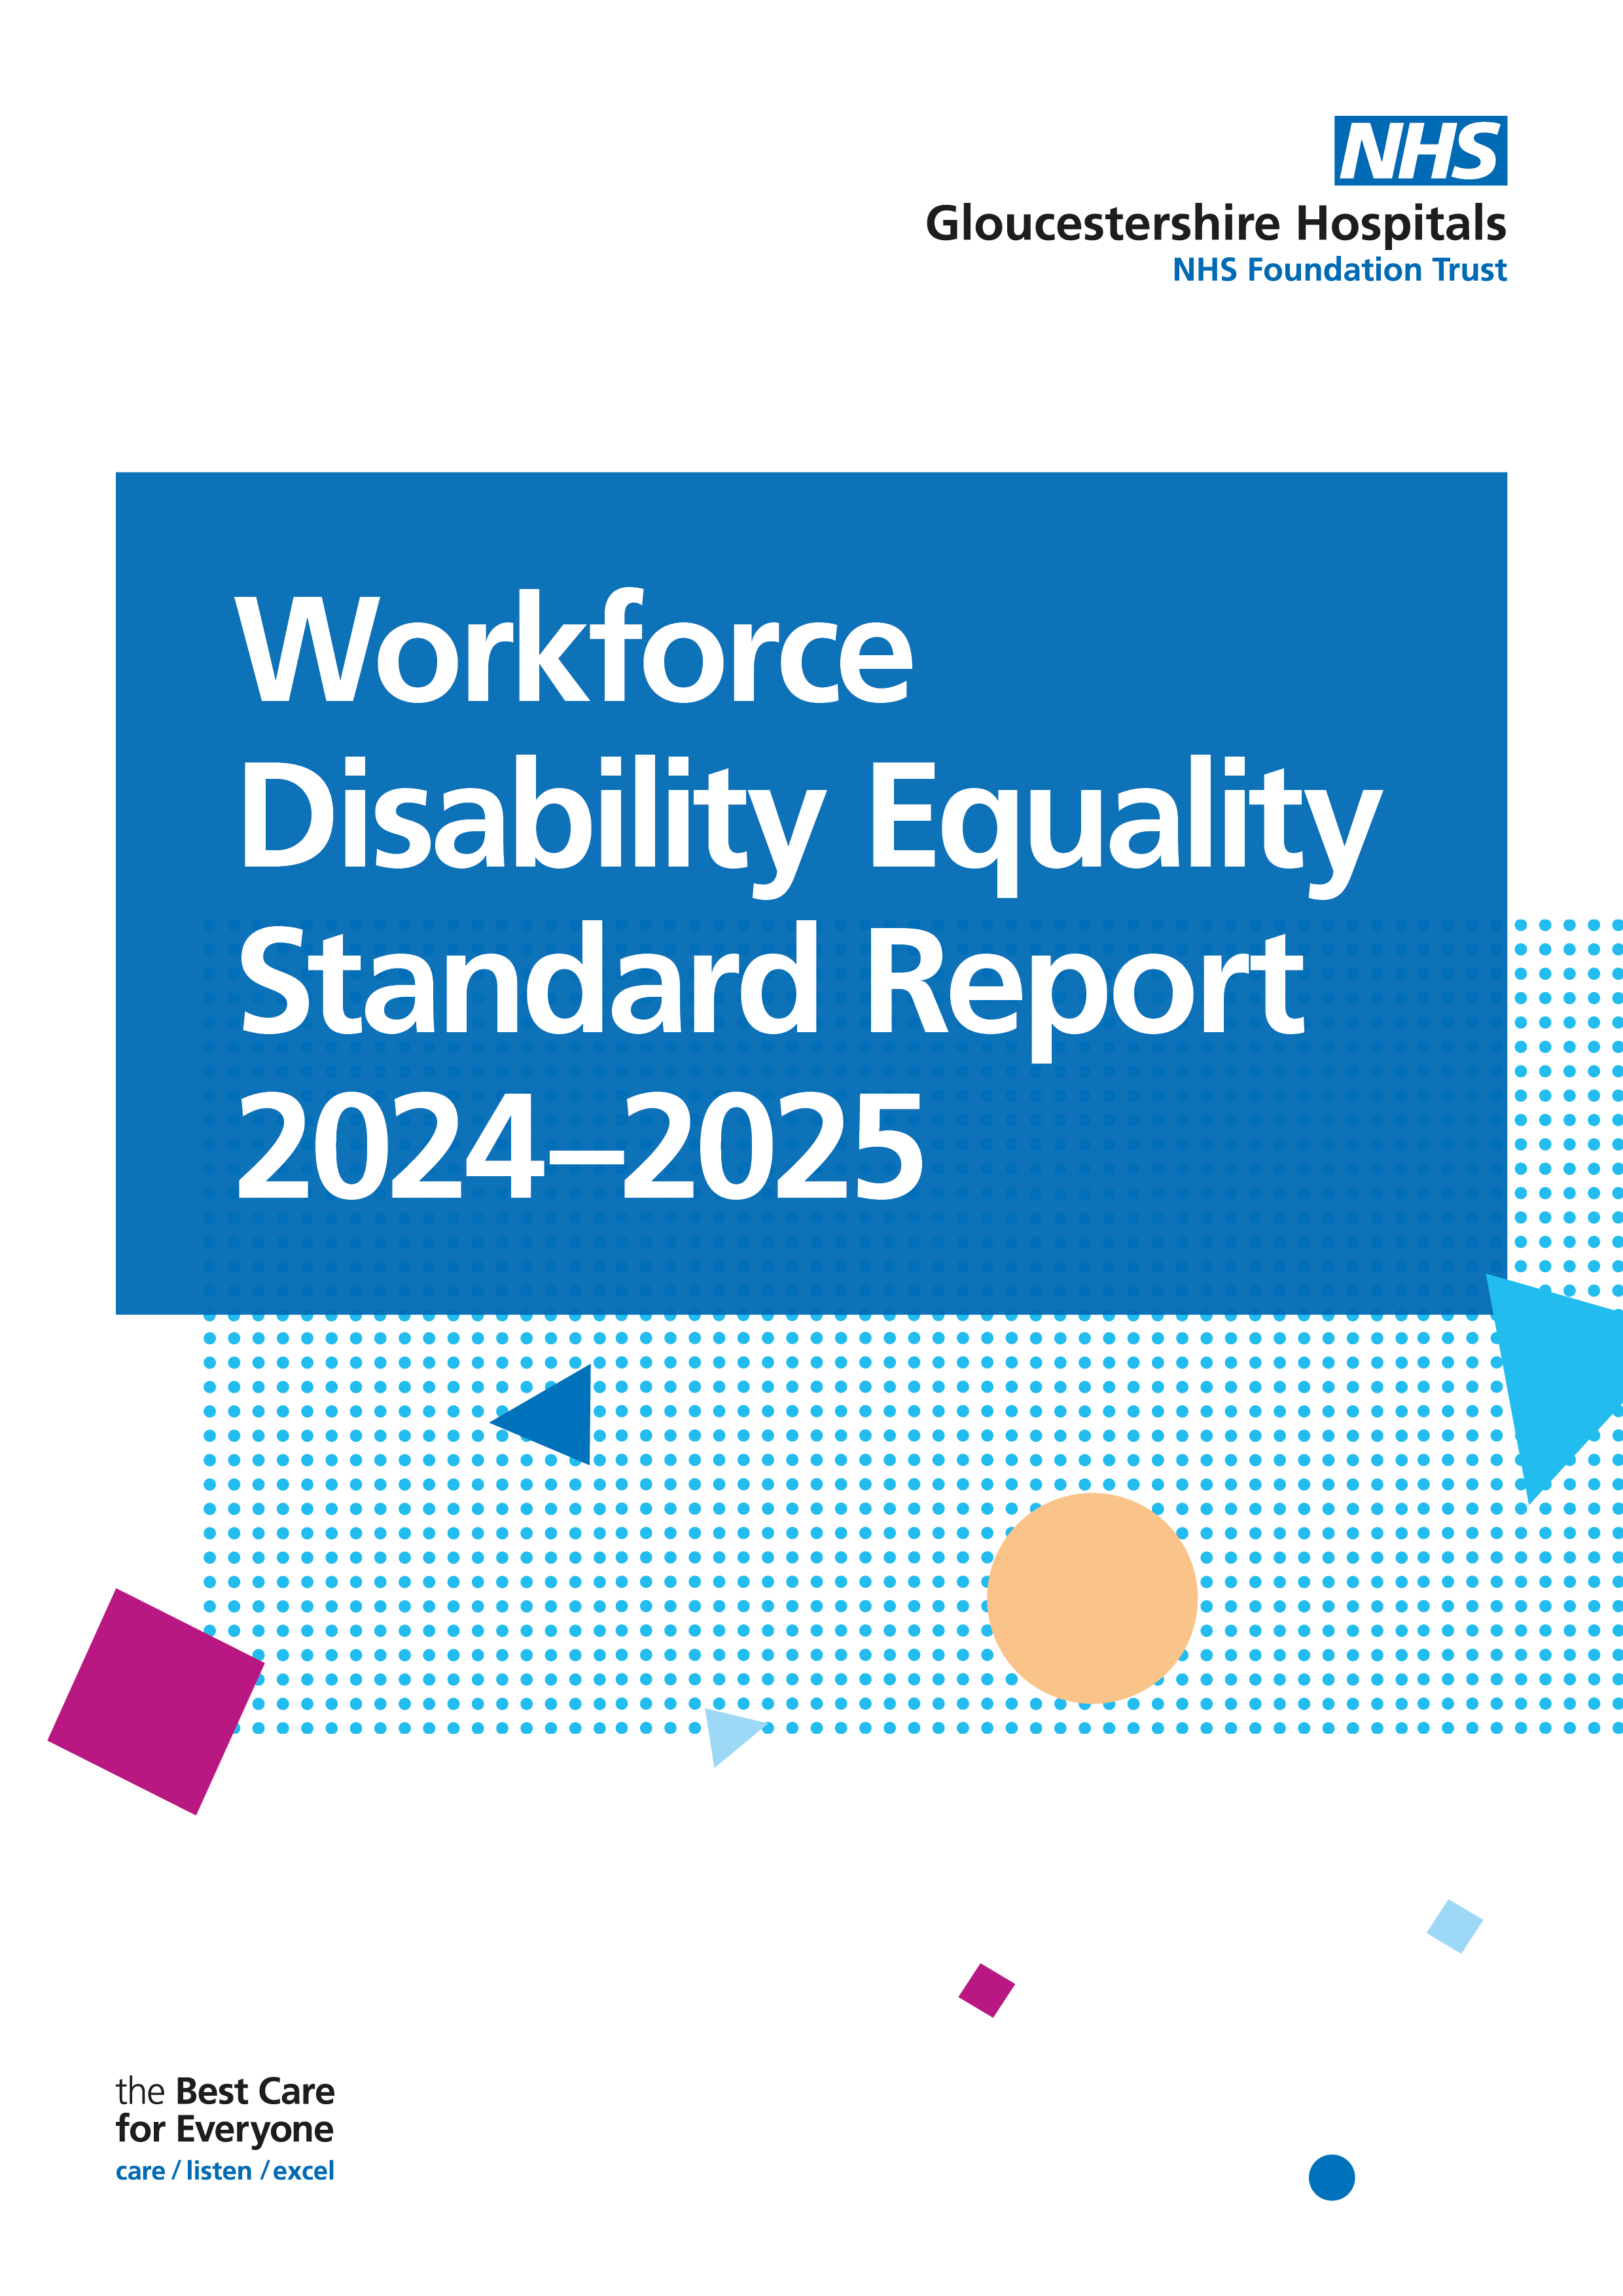 NHS
Gloucestershire Hospitals
NHS Foundation Trust
Workforce
Disability Equality
Standard Report
2024–2025
the Best Care
for Everyone
care / listen / excel